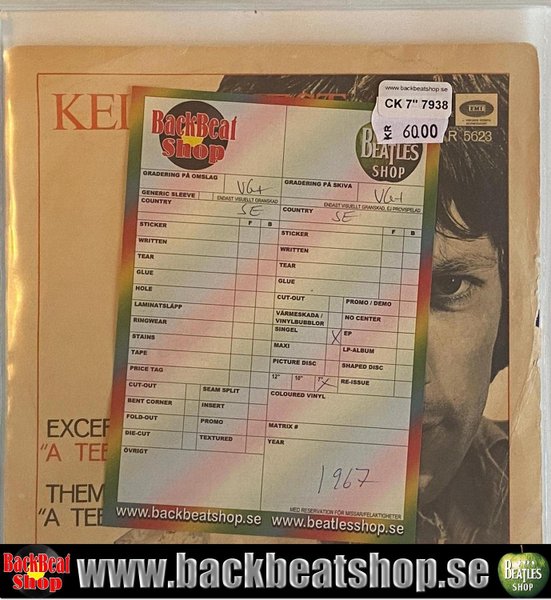 KEI
www.backbeatshop.se
CK 7" 7938
KR 60.00
EMI
R 5623
BackBeat Shop
BEATLES SHOP
GRADERING PÅ OMSLAG VG+
GRADERING PÅ SKIVA VG+
GENERIC SLEEVE ENDAST VISUELLT GRANSKAD
ENDAST VISUELLT GRANSKAD, EJ PROVSPELAD
COUNTRY SE
COUNTRY SE
STICKER F B
STICKER F B
WRITTEN
WRITTEN
TEAR
TEAR
GLUE
GLUE
HOLE
CUT-OUT
PROMO / DEMO
LAMINATSLÄPP
VÄRMESKADA / VINYLBUBBLOR
NO CENTER
RINGWEAR
SINGEL X
EP
STAINS
MAXI
LP-ALBUM
TAPE
PICTURE DISC
SHAPED DISC
PRICE TAG
12" 10" 7" X
RE-ISSUE
CUT-OUT
SEAM SPLIT
COLOURED VINYL
BENT CORNER
INSERT
FOLD-OUT
PROMO
MATRIX #
DIE-CUT
TEXTURED
YEAR
ÖVRIGT
1967
MED RESERVATION FÖR MISSAR/FELAKTIGHETER
www.backbeatshop.se www.beatlesshop.se
EXCER
"A TEE
THEM
"A TEE
BackBeat Shop www.backbeatshop.se BEATLES SHOP